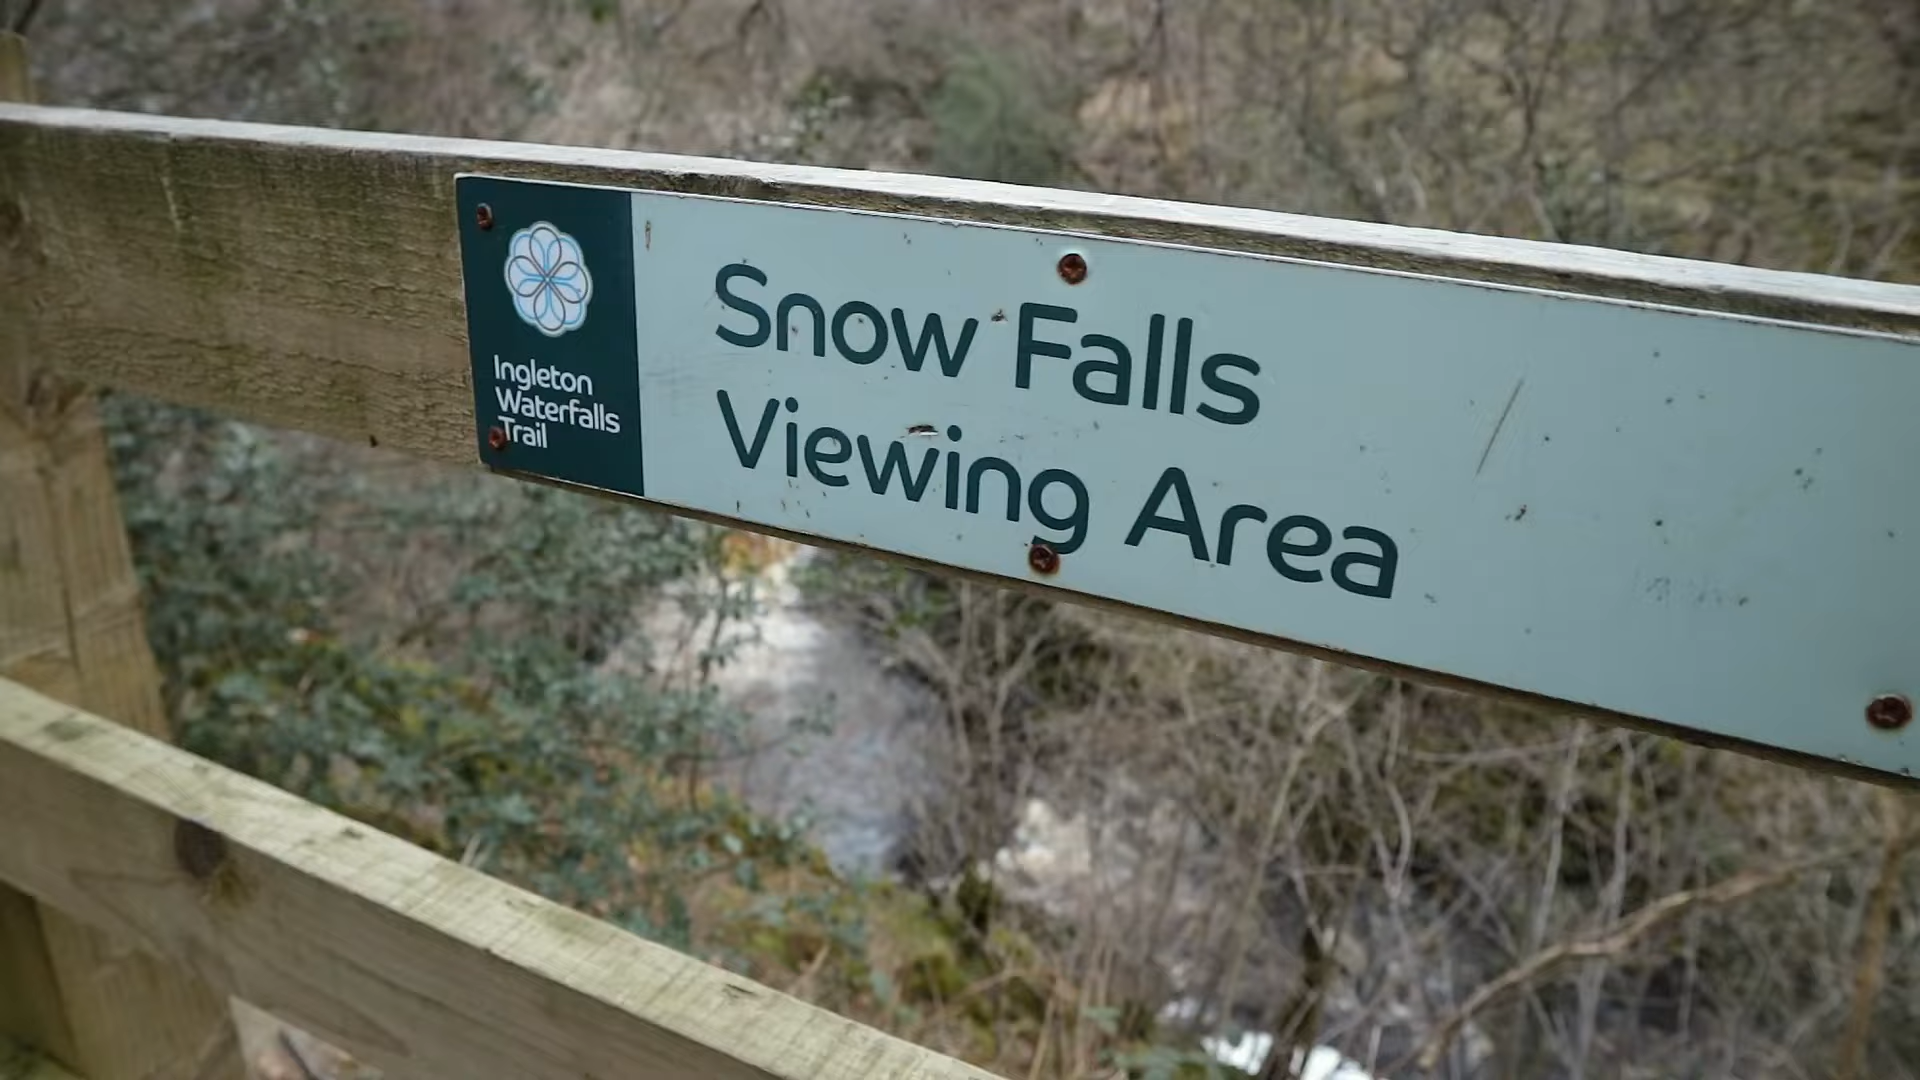 Ingleton
Waterfalls
Trail
Snow Falls
Viewing Area